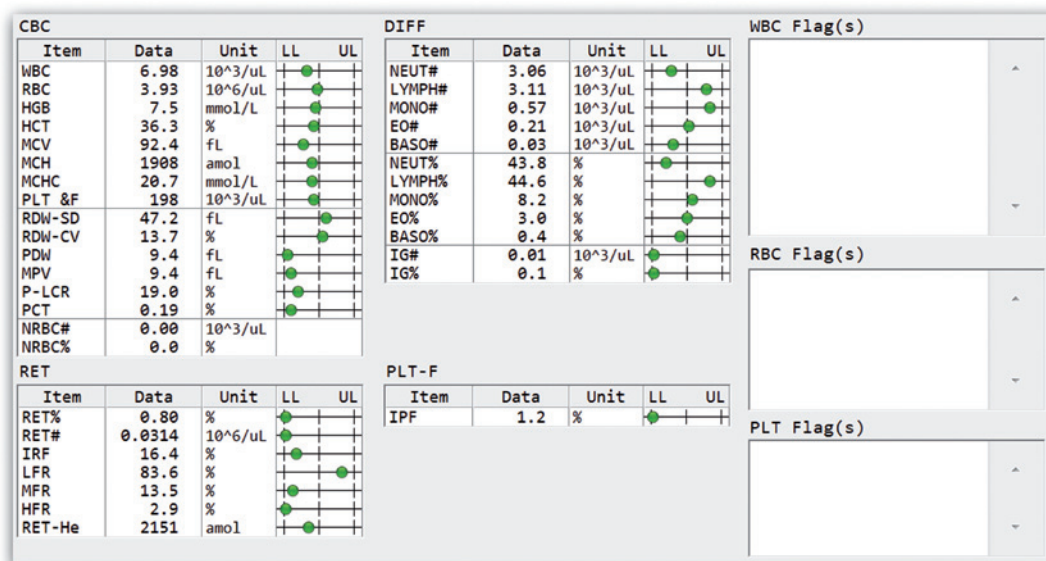 CBC
Item Data Unit LL UL
WBC 6.98 10^3/uL
RBC 3.93 10^6/uL
HGB 7.5 mmol/L
HCT 36.3 %
MCV 92.4 fL
MCH 1908 amol
MCHC 20.7 mmol/L
PLT &F 198 10^3/uL
RDW-SD 47.2 fL
RDW-CV 13.7 %
PDW 9.4 fL
MPV 9.4 fL
P-LCR 19.0 %
PCT 0.19 %
NRBC# 0.00 10^3/uL
NRBC% 0.0 %
RET
Item Data Unit LL UL
RET% 0.80 %
RET# 0.0314 10^6/uL
IRF 16.4 %
LFR 83.6 %
MFR 13.5 %
HFR 2.9 %
RET-He 2151 amol
DIFF
Item Data Unit LL UL
NEUT# 3.06 10^3/uL
LYMPH# 3.11 10^3/uL
MONO# 0.57 10^3/uL
EO# 0.21 10^3/uL
BASO# 0.03 10^3/uL
NEUT% 43.8 %
LYMPH% 44.6 %
MONO% 8.2 %
EO% 3.0 %
BASO% 0.4 %
IG# 0.01 10^3/uL
IG% 0.1 %
PLT-F
Item Data Unit LL UL
IPF 1.2 %
WBC Flag(s)
RBC Flag(s)
PLT Flag(s)